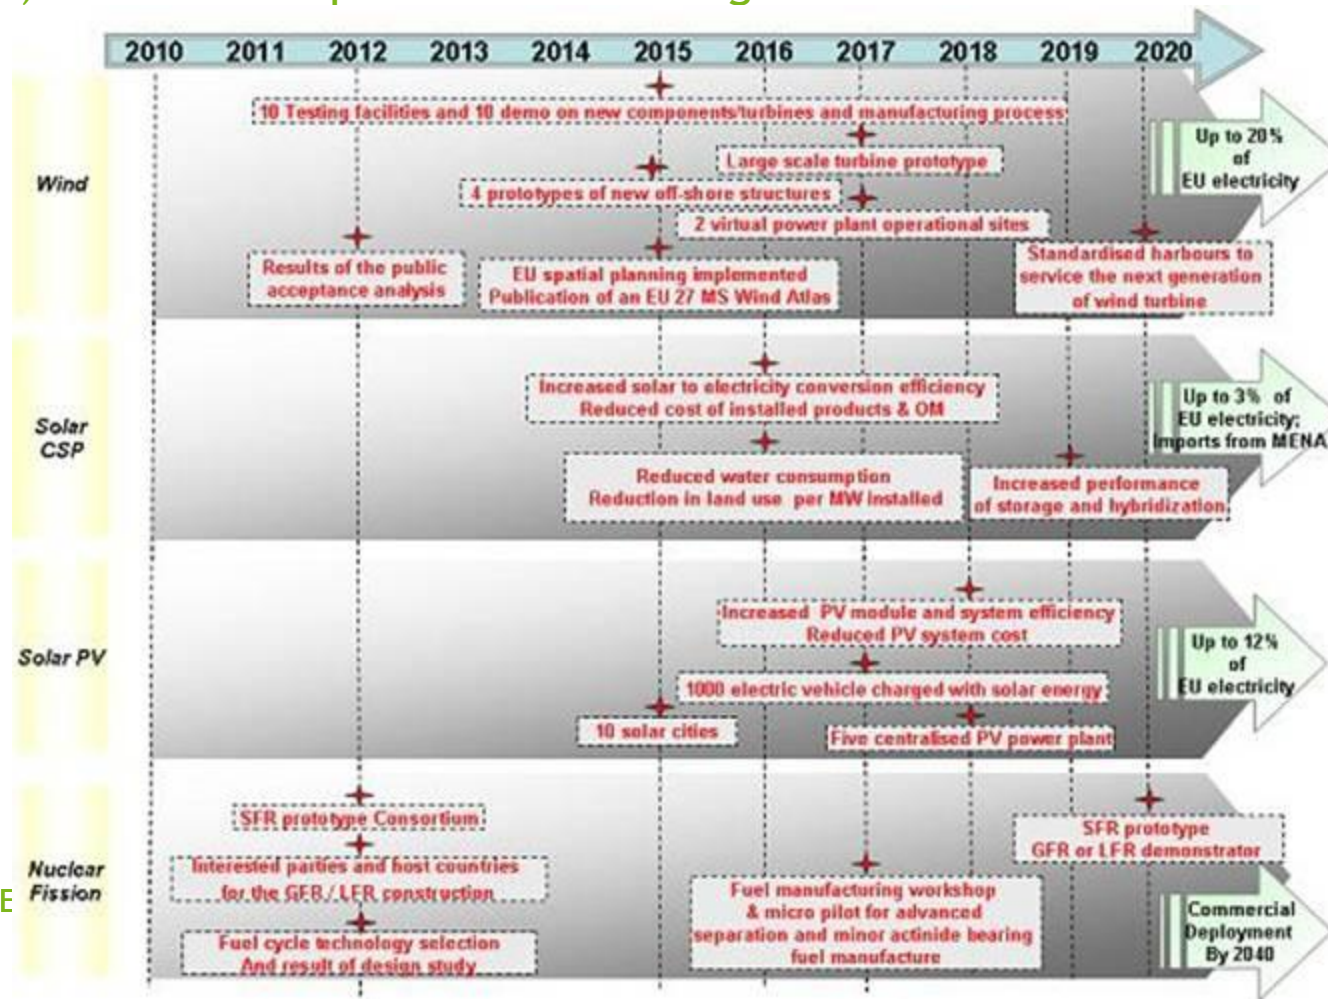 2010 2011 2012 2013 2014 2015 2016 2017 2018 2019 2020
Wind
10 Testing facilities and 10 demo on new components/turbines and manufacturing process
Large scale turbine prototype
4 prototypes of new off-shore structures
2 virtual power plant operational sites
Results of the public
acceptance analysis
EU spatial planning implemented
Publication of an EU 27 MS Wind Atlas
Standardised harbours to
service the next generation
of wind turbine
Up to 20%
of
EU electricity
Solar
CSP
Increased solar to electricity conversion efficiency
Reduced cost of installed products & OM
Reduced water consumption
Reduction in land use per MW installed
Increased performance
of storage and hybridization
Up to 3% of
EU electricity;
Imports from MENA
Solar PV
Increased PV module and system efficiency
Reduced PV system cost
1000 electric vehicle charged with solar energy
10 solar cities
Five centralised PV power plant
Up to 12%
of
EU electricity
Nuclear
Fission
SFR prototype Consortium
Interested parties and host countries
for the GFR / LFR construction
Fuel cycle technology selection
And result of design study
Fuel manufacturing workshop
& micro pilot for advanced
separation and minor actinide bearing
fuel manufacture
SFR prototype
GFR or LFR demonstrator
Commercial
Deployment
By 2040
E